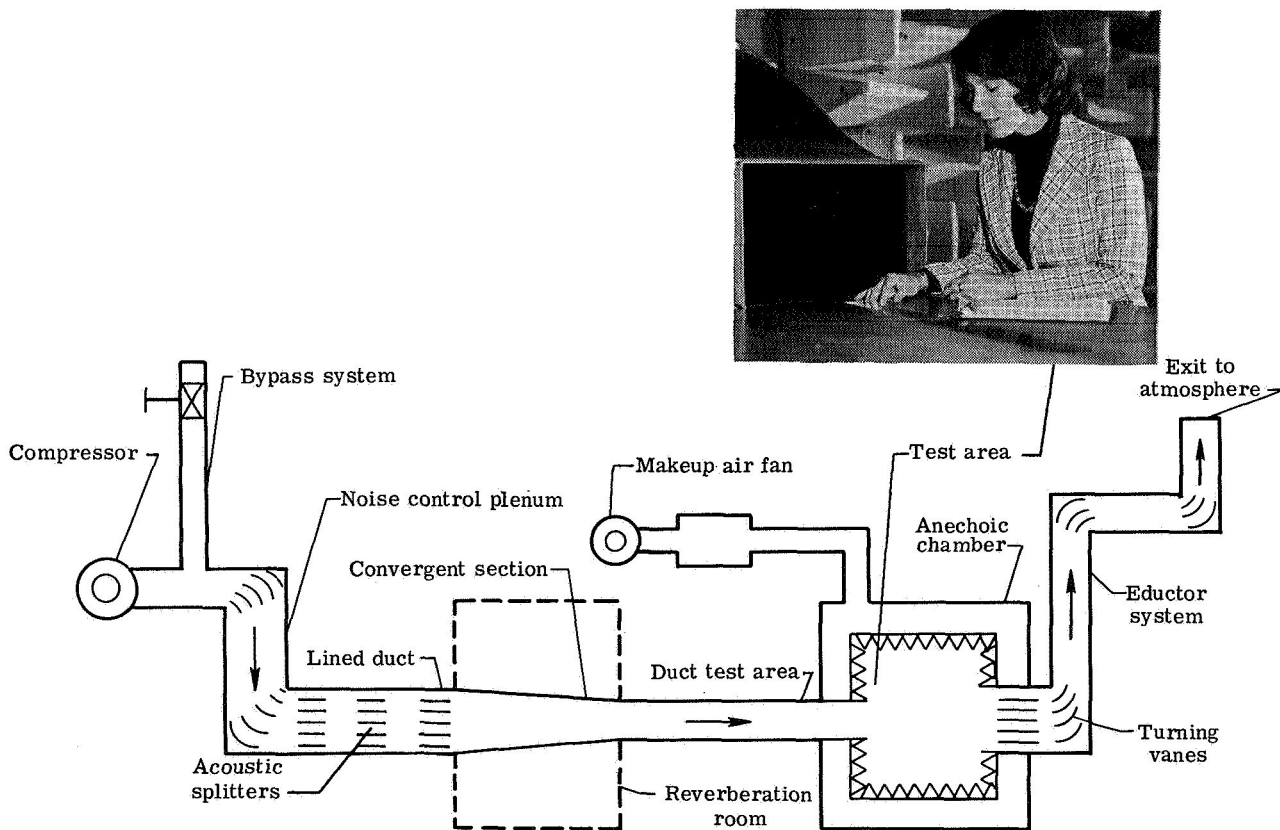 Exit to
atmosphere
Bypass system
Compressor
Test area
Makeup air fan
Noise control plenum
Anechoic
chamber
Convergent section
Eductor
system
Lined duct
Duct test area
Turning
vanes
Acoustic
splitters
Reverberation
room